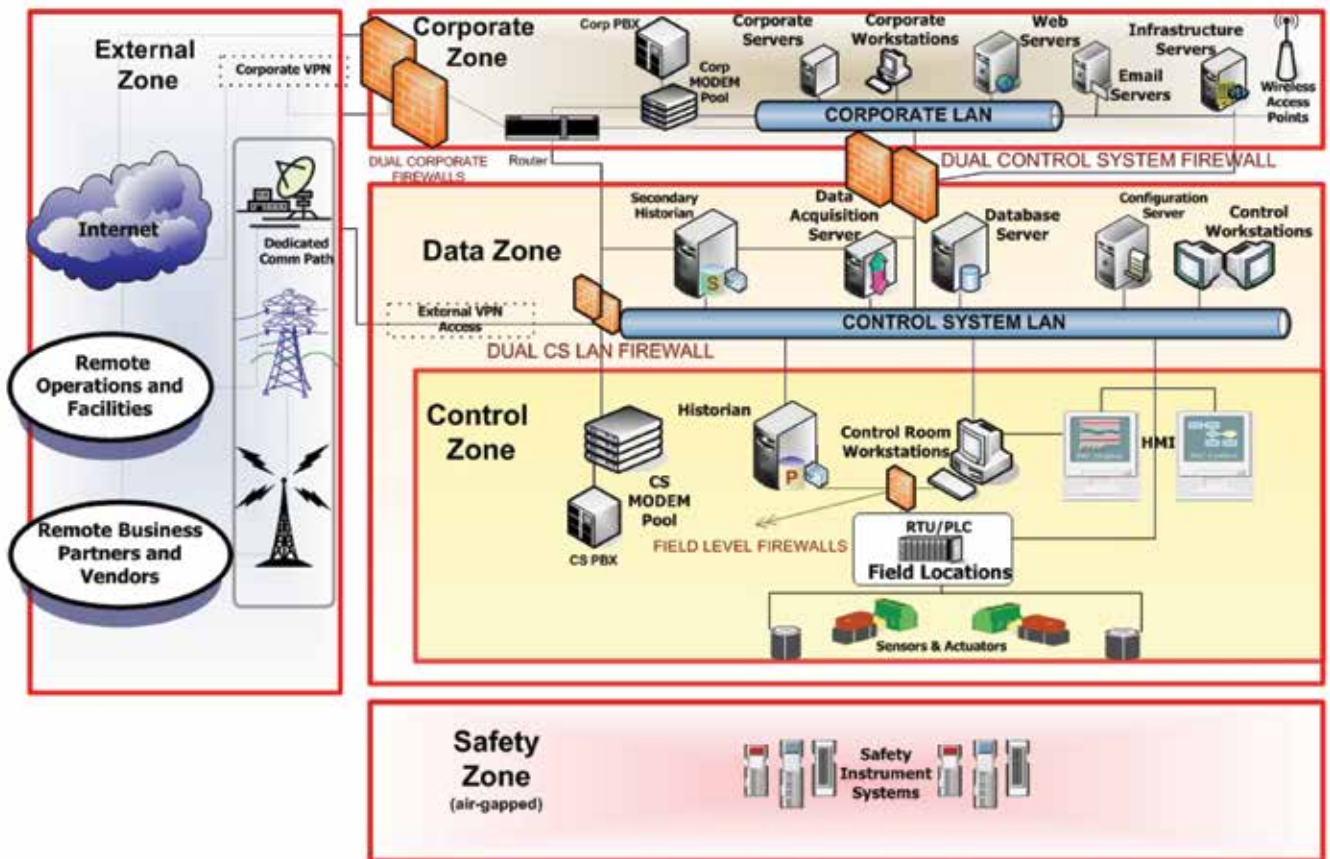 External
Zone
Corporate VPN
Internet
Dedicated
Comm Path
Remote
Operations and
Facilities
Remote Business
Partners and
Vendors
Corporate
Zone
Corp PBX
Corp
MODEM
Pool
Corporate
Servers
Corporate
Workstations
Web
Servers
Email
Servers
Infrastructure
Servers
Wireless
Access
Points
CORPORATE LAN
Router
DUAL CORPORATE
FIREWALLS
DUAL CONTROL SYSTEM FIREWALL
Data Zone
Secondary
Historian
S
Data
Acquisition
Server
Database
Server
Configuration
Server
Control
Workstations
External VPN
Access
CONTROL SYSTEM LAN
DUAL CS LAN FIREWALL
Control
Zone
CS
MODEM
Pool
CS PBX
Historian
P
Control Room
Workstations
HMI
FIELD LEVEL FIREWALLS
RTU/PLC
Field Locations
Sensors & Actuators
Safety
Zone
(air-gapped)
Safety
Instrument
Systems